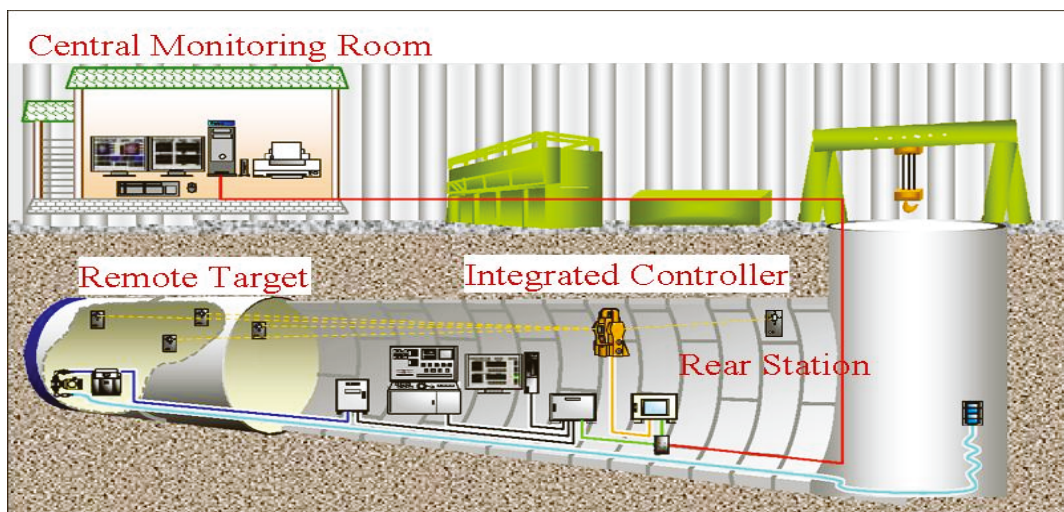 Central Monitoring Room
Remote Target
Integrated Controller
Rear Station